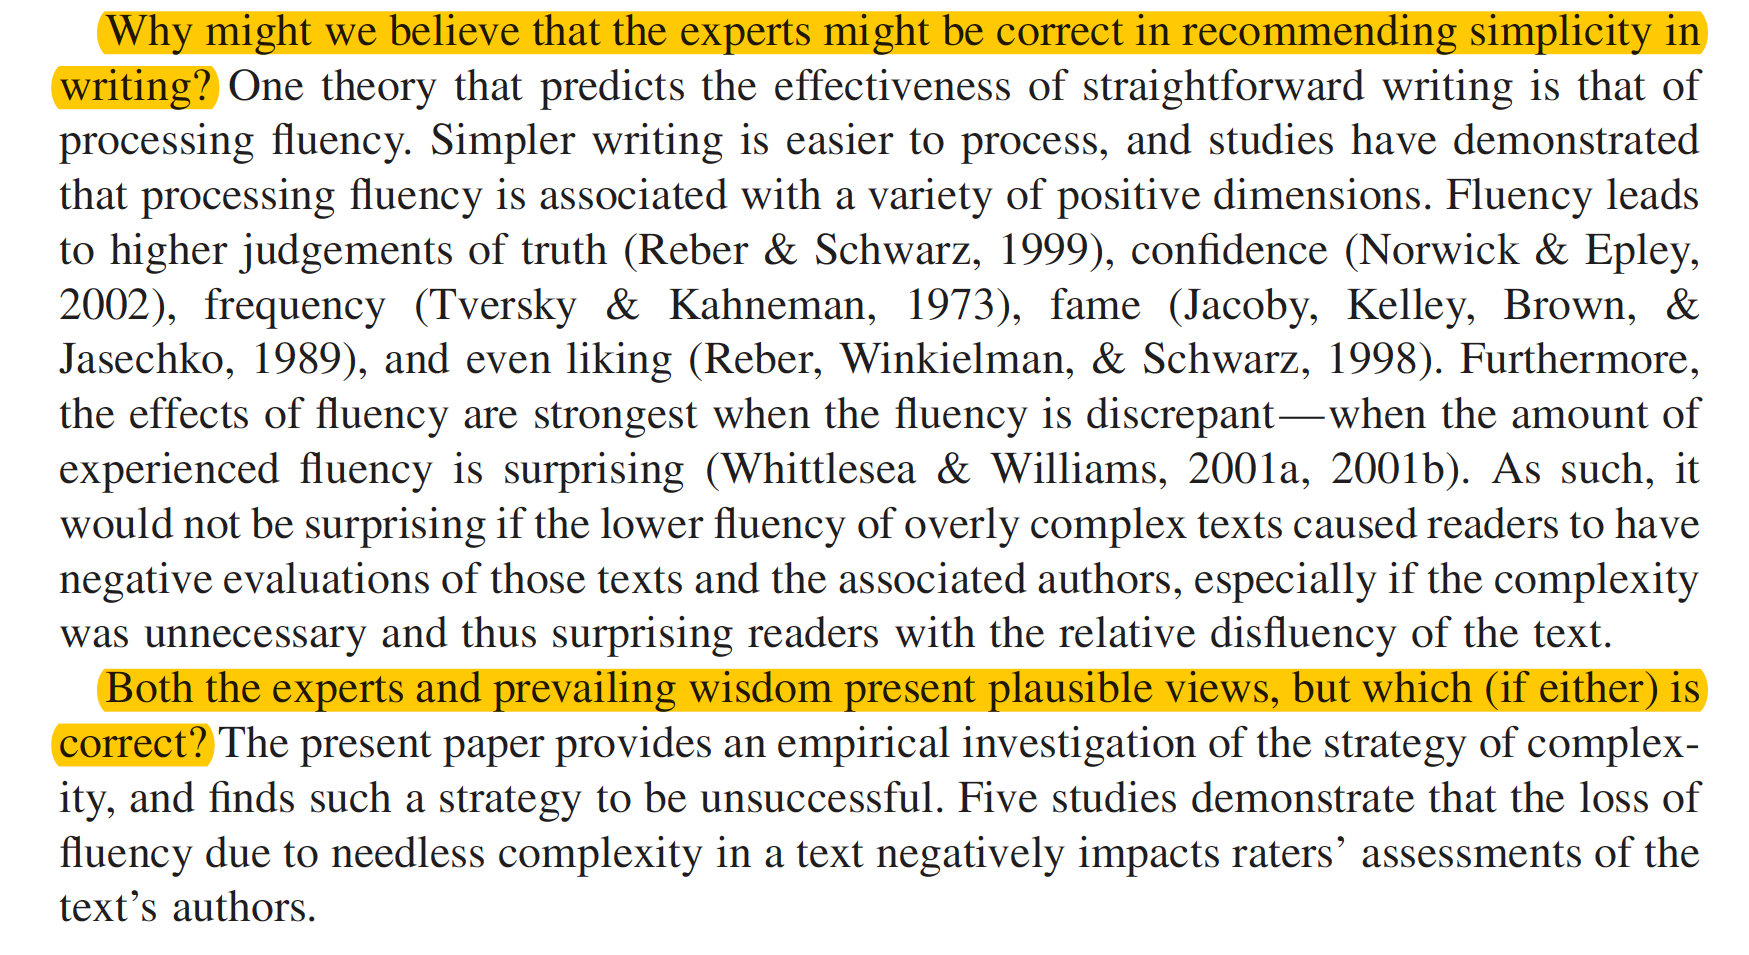 Why might we believe that the experts might be correct in recommending simplicity in
writing? One theory that predicts the effectiveness of straightforward writing is that of
processing fluency. Simpler writing is easier to process, and studies have demonstrated
that processing fluency is associated with a variety of positive dimensions. Fluency leads
to higher judgements of truth (Reber & Schwarz, 1999), confidence (Norwick & Epley,
2002), frequency (Tversky & Kahneman, 1973), fame (Jacoby, Kelley, Brown, &
Jasechko, 1989), and even liking (Reber, Winkielman, & Schwarz, 1998). Furthermore,
the effects of fluency are strongest when the fluency is discrepant—when the amount of
experienced fluency is surprising (Whittlesea & Williams, 2001a, 2001b). As such, it
would not be surprising if the lower fluency of overly complex texts caused readers to have
negative evaluations of those texts and the associated authors, especially if the complexity
was unnecessary and thus surprising readers with the relative disfluency of the text.
Both the experts and prevailing wisdom present plausible views, but which (if either) is
correct? The present paper provides an empirical investigation of the strategy of complex-
ity, and finds such a strategy to be unsuccessful. Five studies demonstrate that the loss of
fluency due to needless complexity in a text negatively impacts raters’ assessments of the
text’s authors.